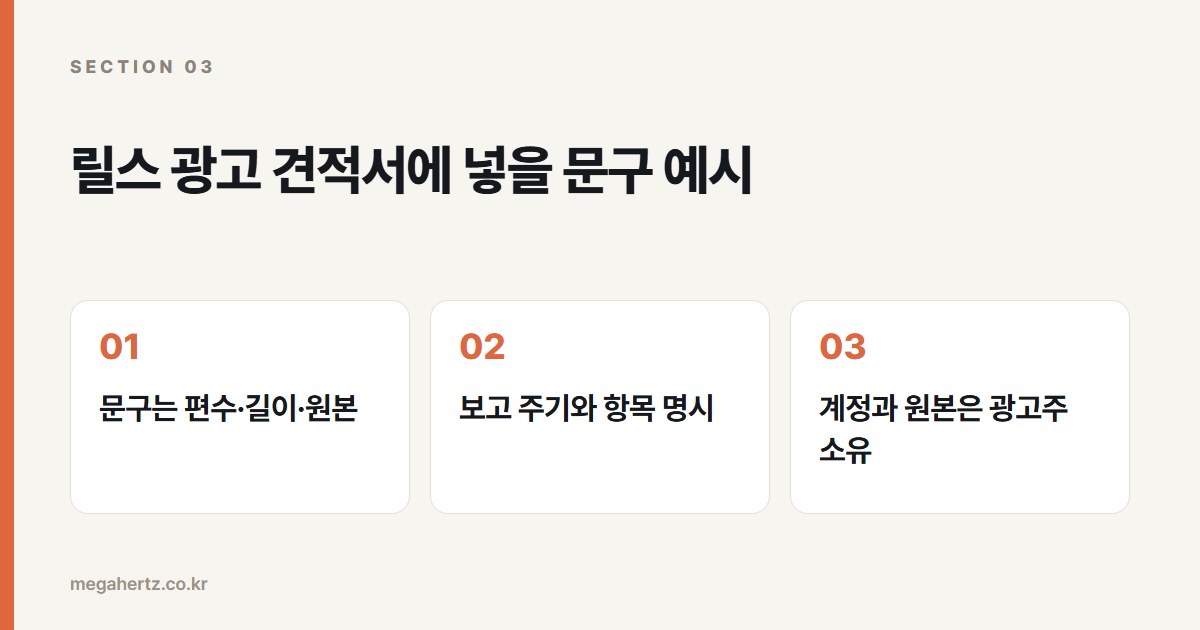 SECTION 03
릴스 광고 견적서에 넣을 문구 예시
01
문구는 편수·길이·원본
02
보고 주기와 항목 명시
03
계정과 원본은 광고주
소유
megahertz.co.kr